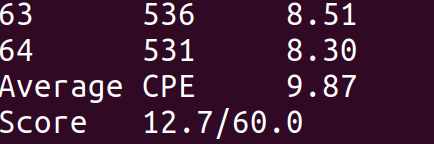 63 536 8.51
64 531 8.30
Average CPE 9.87
Score 12.7/60.0